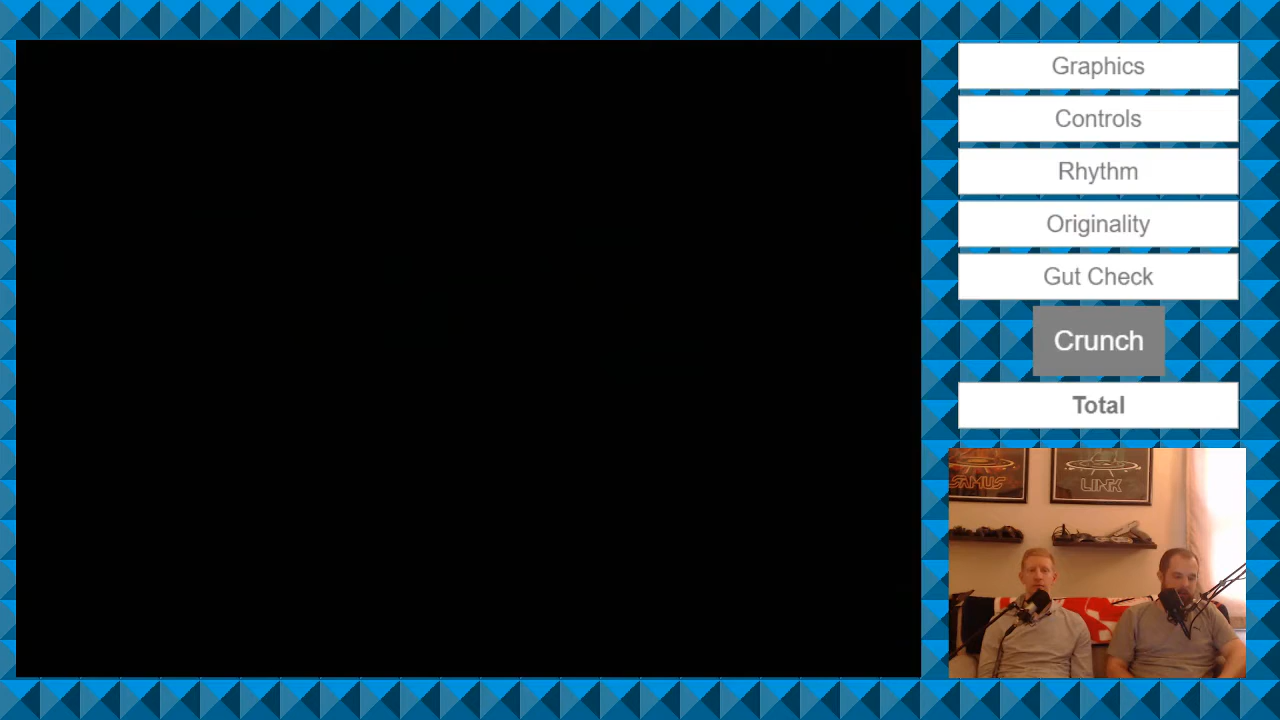 Graphics
Controls
Rhythm
Originality
Gut Check
Crunch
Total
SAMUS
LINK